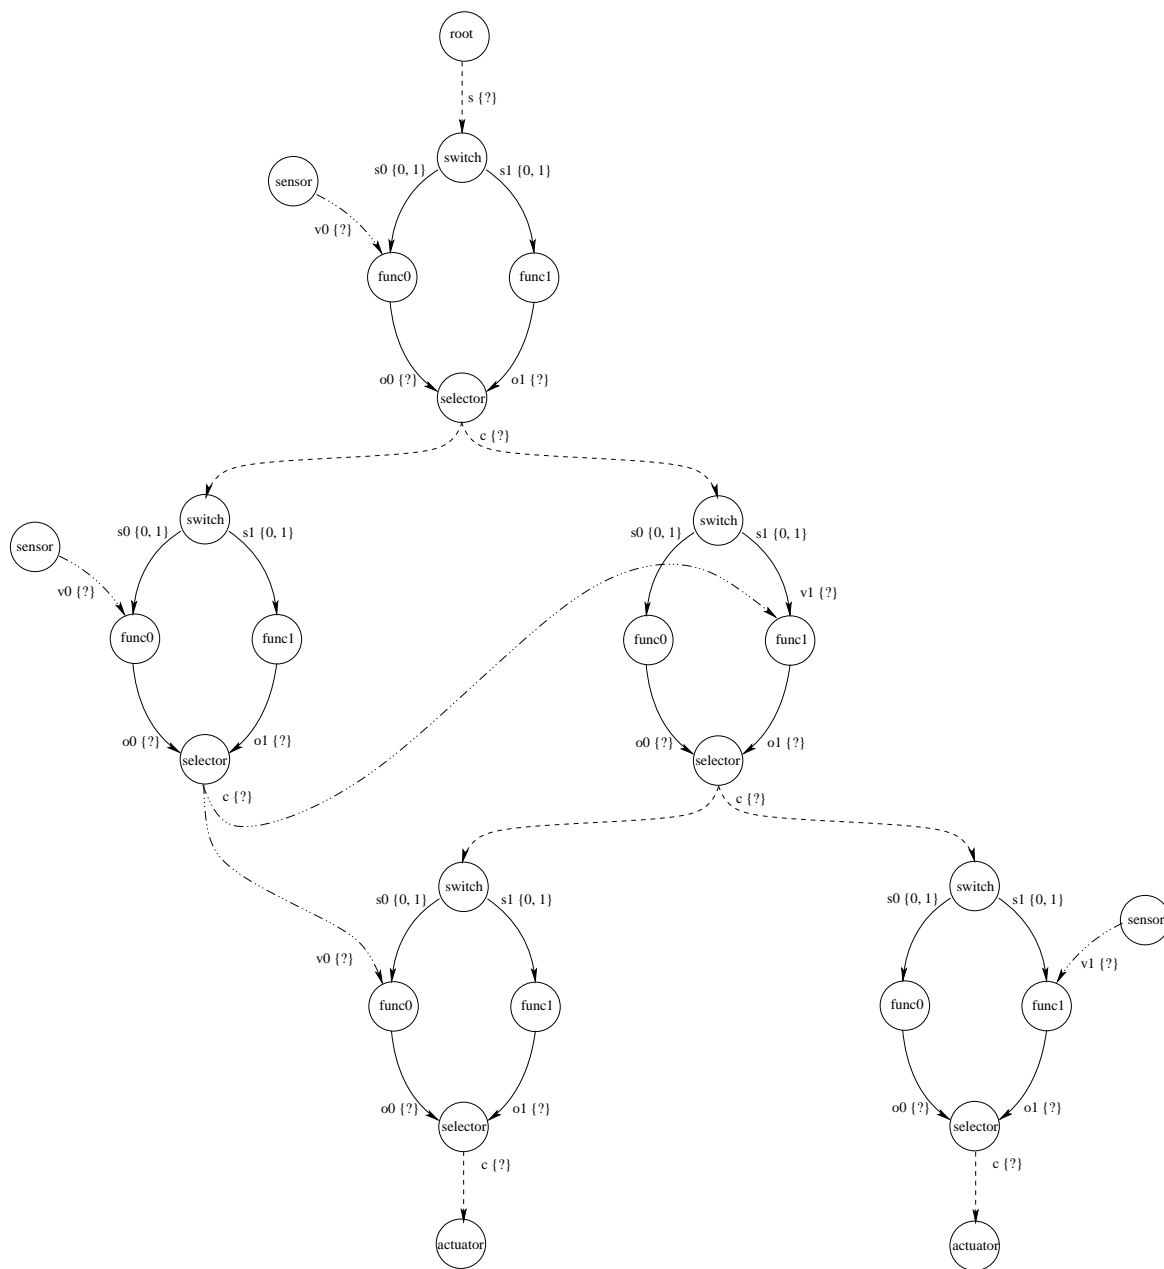 root
s {?}
switch
s0 {0, 1}
s1 {0, 1}
sensor
v0 {?}
func0
func1
o0 {?}
o1 {?}
selector
c {?}
switch
switch
s0 {0, 1}
s1 {0, 1}
s0 {0, 1}
s1 {0, 1}
sensor
v0 {?}
v1 {?}
func0
func1
func0
func1
o0 {?}
o1 {?}
o0 {?}
o1 {?}
selector
selector
c {?}
c {?}
switch
switch
s0 {0, 1}
s1 {0, 1}
s0 {0, 1}
s1 {0, 1}
sensor
v0 {?}
v1 {?}
func0
func1
func0
func1
o0 {?}
o1 {?}
o0 {?}
o1 {?}
selector
selector
c {?}
c {?}
actuator
actuator